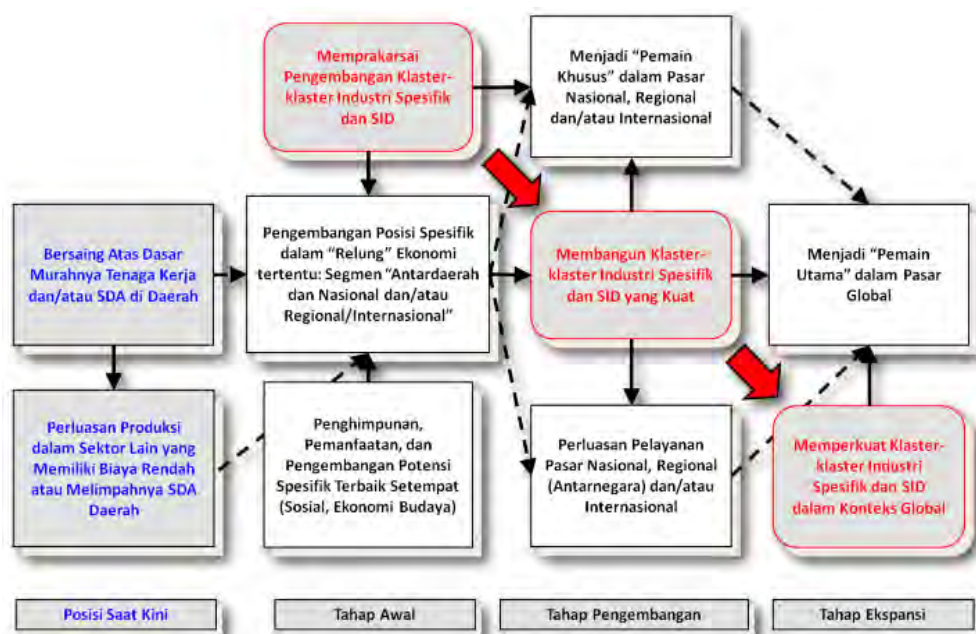 Memprakarsai
Pengembangan Klaster-
klaster Industri Spesifik
dan SID
Menjadi “Pemain
Khusus” dalam Pasar
Nasional, Regional
dan/atau Internasional
Bersaing Atas Dasar
Murahnya Tenaga Kerja
dan/atau SDA di Daerah
Pengembangan Posisi Spesifik
dalam “Relung” Ekonomi
tertentu: Segmen “Antardaerah
dan Nasional dan/atau
Regional/Internasional”
Membangun Klaster-
klaster Industri Spesifik
dan SID yang Kuat
Menjadi “Pemain
Utama” dalam Pasar
Global
Perluasan Produksi
dalam Sektor Lain yang
Memiliki Biaya Rendah
atau Melimpahnya SDA
Daerah
Penghimpunan,
Pemanfaatan, dan
Pengembangan Potensi
Spesifik Terbaik Setempat
(Sosial, Ekonomi Budaya)
Perluasan Pelayanan
Pasar Nasional, Regional
(Antarnegara) dan/atau
Internasional
Memperkuat Klaster-
klaster Industri
Spesifik dan SID
dalam Konteks Global
Posisi Saat Kini
Tahap Awal
Tahap Pengembangan
Tahap Ekspansi